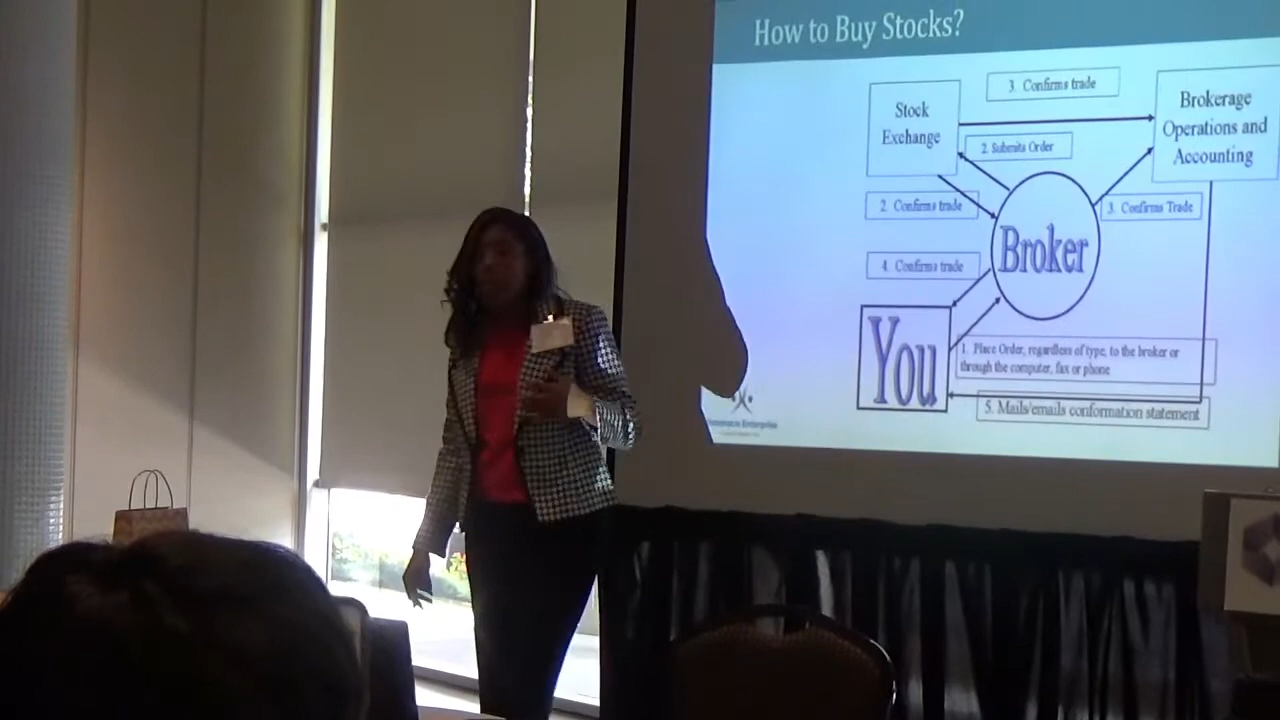 How to Buy Stocks?
3. Confirms trade
Stock
Exchange
Brokerage
Operations and
Accounting
2. Submits Order
2. Confirms trade
3. Confirms Trade
Broker
4. Confirms trade
You
1. Place Order, regardless of type, to the broker or
through the computer, fax or phone
5. Mails/emails conformation statement
Enterprise